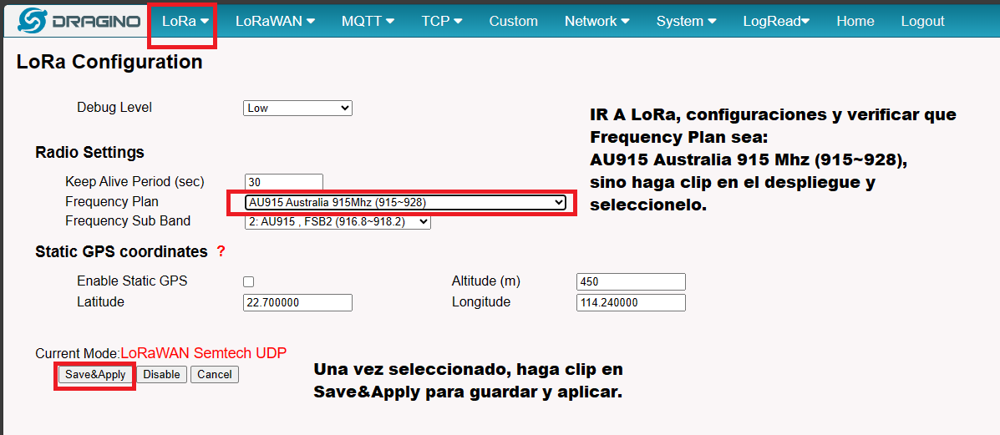 DRAGINO LoRa LoRaWAN MQTT TCP Custom Network System LogRead Home Logout
LoRa Configuration
Debug Level Low
IR A LoRa, configuraciones y verificar que
Frequency Plan sea:
AU915 Australia 915 Mhz (915~928),
sino haga clip en el despliegue y
seleccionelo.
Radio Settings
Keep Alive Period (sec) 30
Frequency Plan AU915 Australia 915Mhz (915~928)
Frequency Sub Band 2: AU915 , FSB2 (916.8~918.2)
Static GPS coordinates ?
Enable Static GPS Altitude (m) 450
Latitude 22.700000 Longitude 114.240000
Current Mode:LoRaWAN Semtech UDP
Save&Apply Disable Cancel
Una vez seleccionado, haga clip en
Save&Apply para guardar y aplicar.